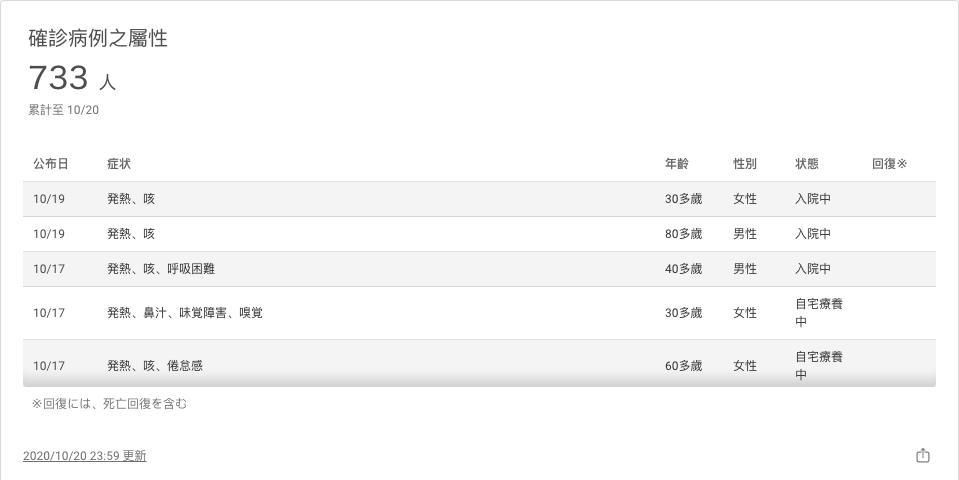 確診病例之屬性
733 人
累計至 10/20
公布日 症状 年齢 性別 状態 回復※
10/19 発熱、咳 30多歲 女性 入院中
10/19 発熱、咳 80多歲 男性 入院中
10/17 発熱、咳、呼吸困難 40多歲 男性 入院中
10/17 発熱、鼻汁、味覚障害、嗅覚 30多歲 女性 自宅療養
中
10/17 発熱、咳、倦怠感 60多歲 女性 自宅療養
中
※回復には、死亡回復を含む
2020/10/20 23:59 更新